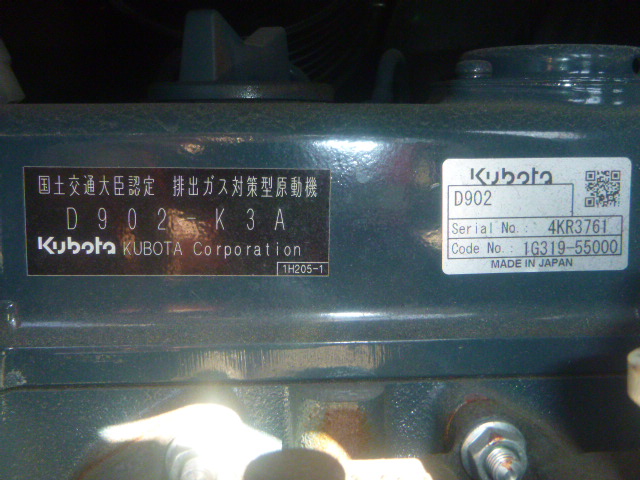 国土交通大臣認定 排出ガス対策型原動機
D902-K3A
Kubota KUBOTA Corporation
1H205-1
Kubota
D902
Serial No.: 4KR3761
Code No.: 1G319-55000
MADE IN JAPAN